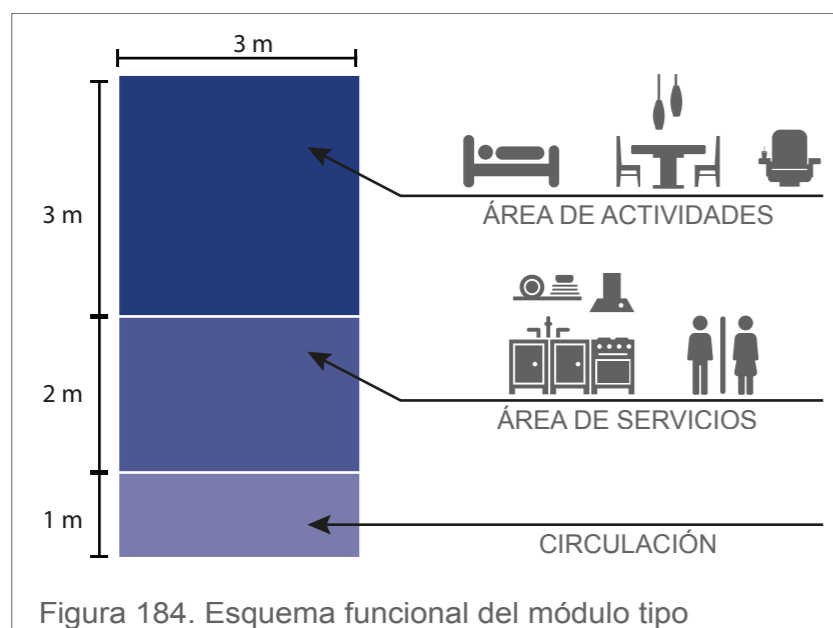 3 m
3 m
ÁREA DE ACTIVIDADES
2 m
ÁREA DE SERVICIOS
1 m
CIRCULACIÓN
Figura 184. Esquema funcional del módulo tipo